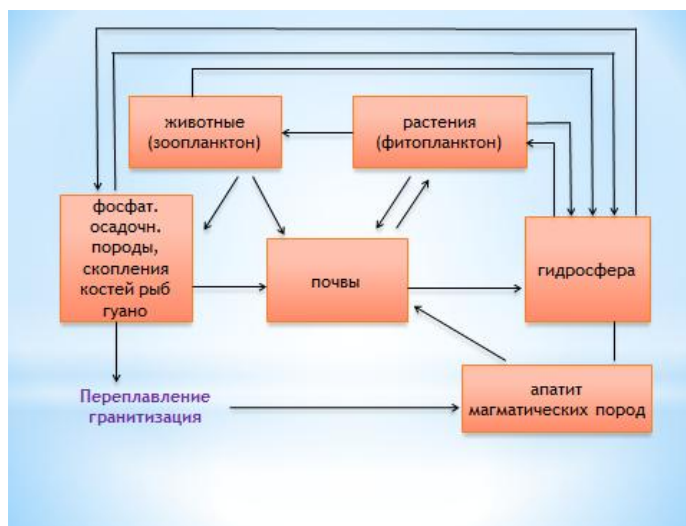 животные
(зоопланктон)
растения
(фитопланктон)
фосфат.
осадочн.
породы,
скопления
костей рыб
гуано
почвы
гидросфера
Переплавление
гранитизация
апатит
магматических пород